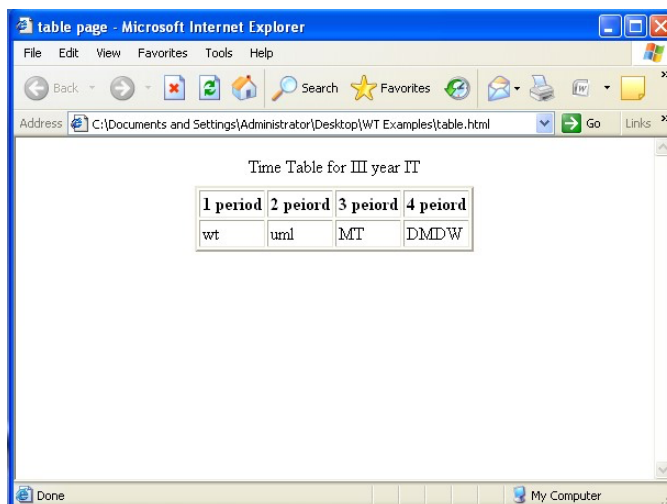 table page - Microsoft Internet Explorer
File Edit View Favorites Tools Help
Back Search Favorites
Address C:\Documents and Settings\Administrator\Desktop\WT Examples\table.html Go Links »
Time Table for III year IT
1 period 2 peiord 3 peiord 4 peiord
wt uml MT DMDW
Done My Computer